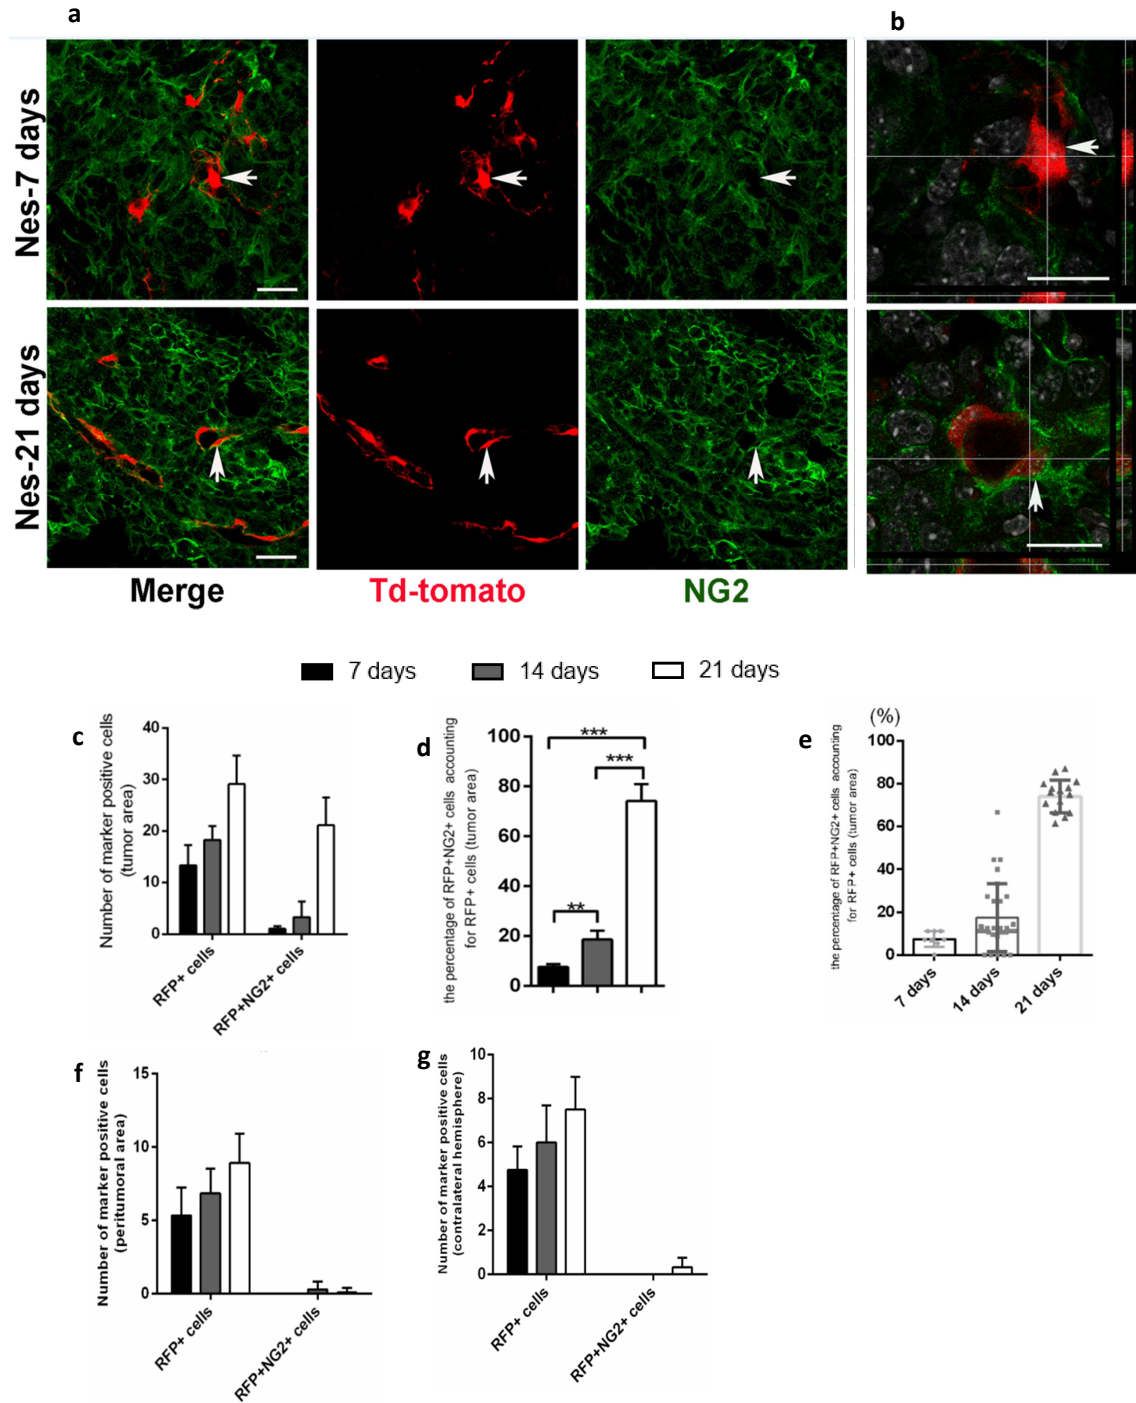 a
b
Nes-7 days
Nes-21 days
Merge
Td-tomato
NG2
7 days
14 days
21 days
c
Number of marker positive cells
(tumor area)
40
30
20
10
0
RFP+ cells
RFP+NG2+ cells
d
the percentage of RFP+NG2+ cells accounting
for RFP+ cells (tumor area)
100
80
60
40
20
0
***
***
**
e
(%)
the percentage of RFP+NG2+ cells accounting
for RFP+ cells (tumor area)
100
80
60
40
20
0
7 days
14 days
21 days
f
Number of marker positive cells
(peritumoral area)
15
10
5
0
RFP+ cells
RFP+NG2+ cells
g
Number of marker positive cells
(contralateral hemisphere)
10
8
6
4
2
0
RFP+ cells
RFP+NG2+ cells